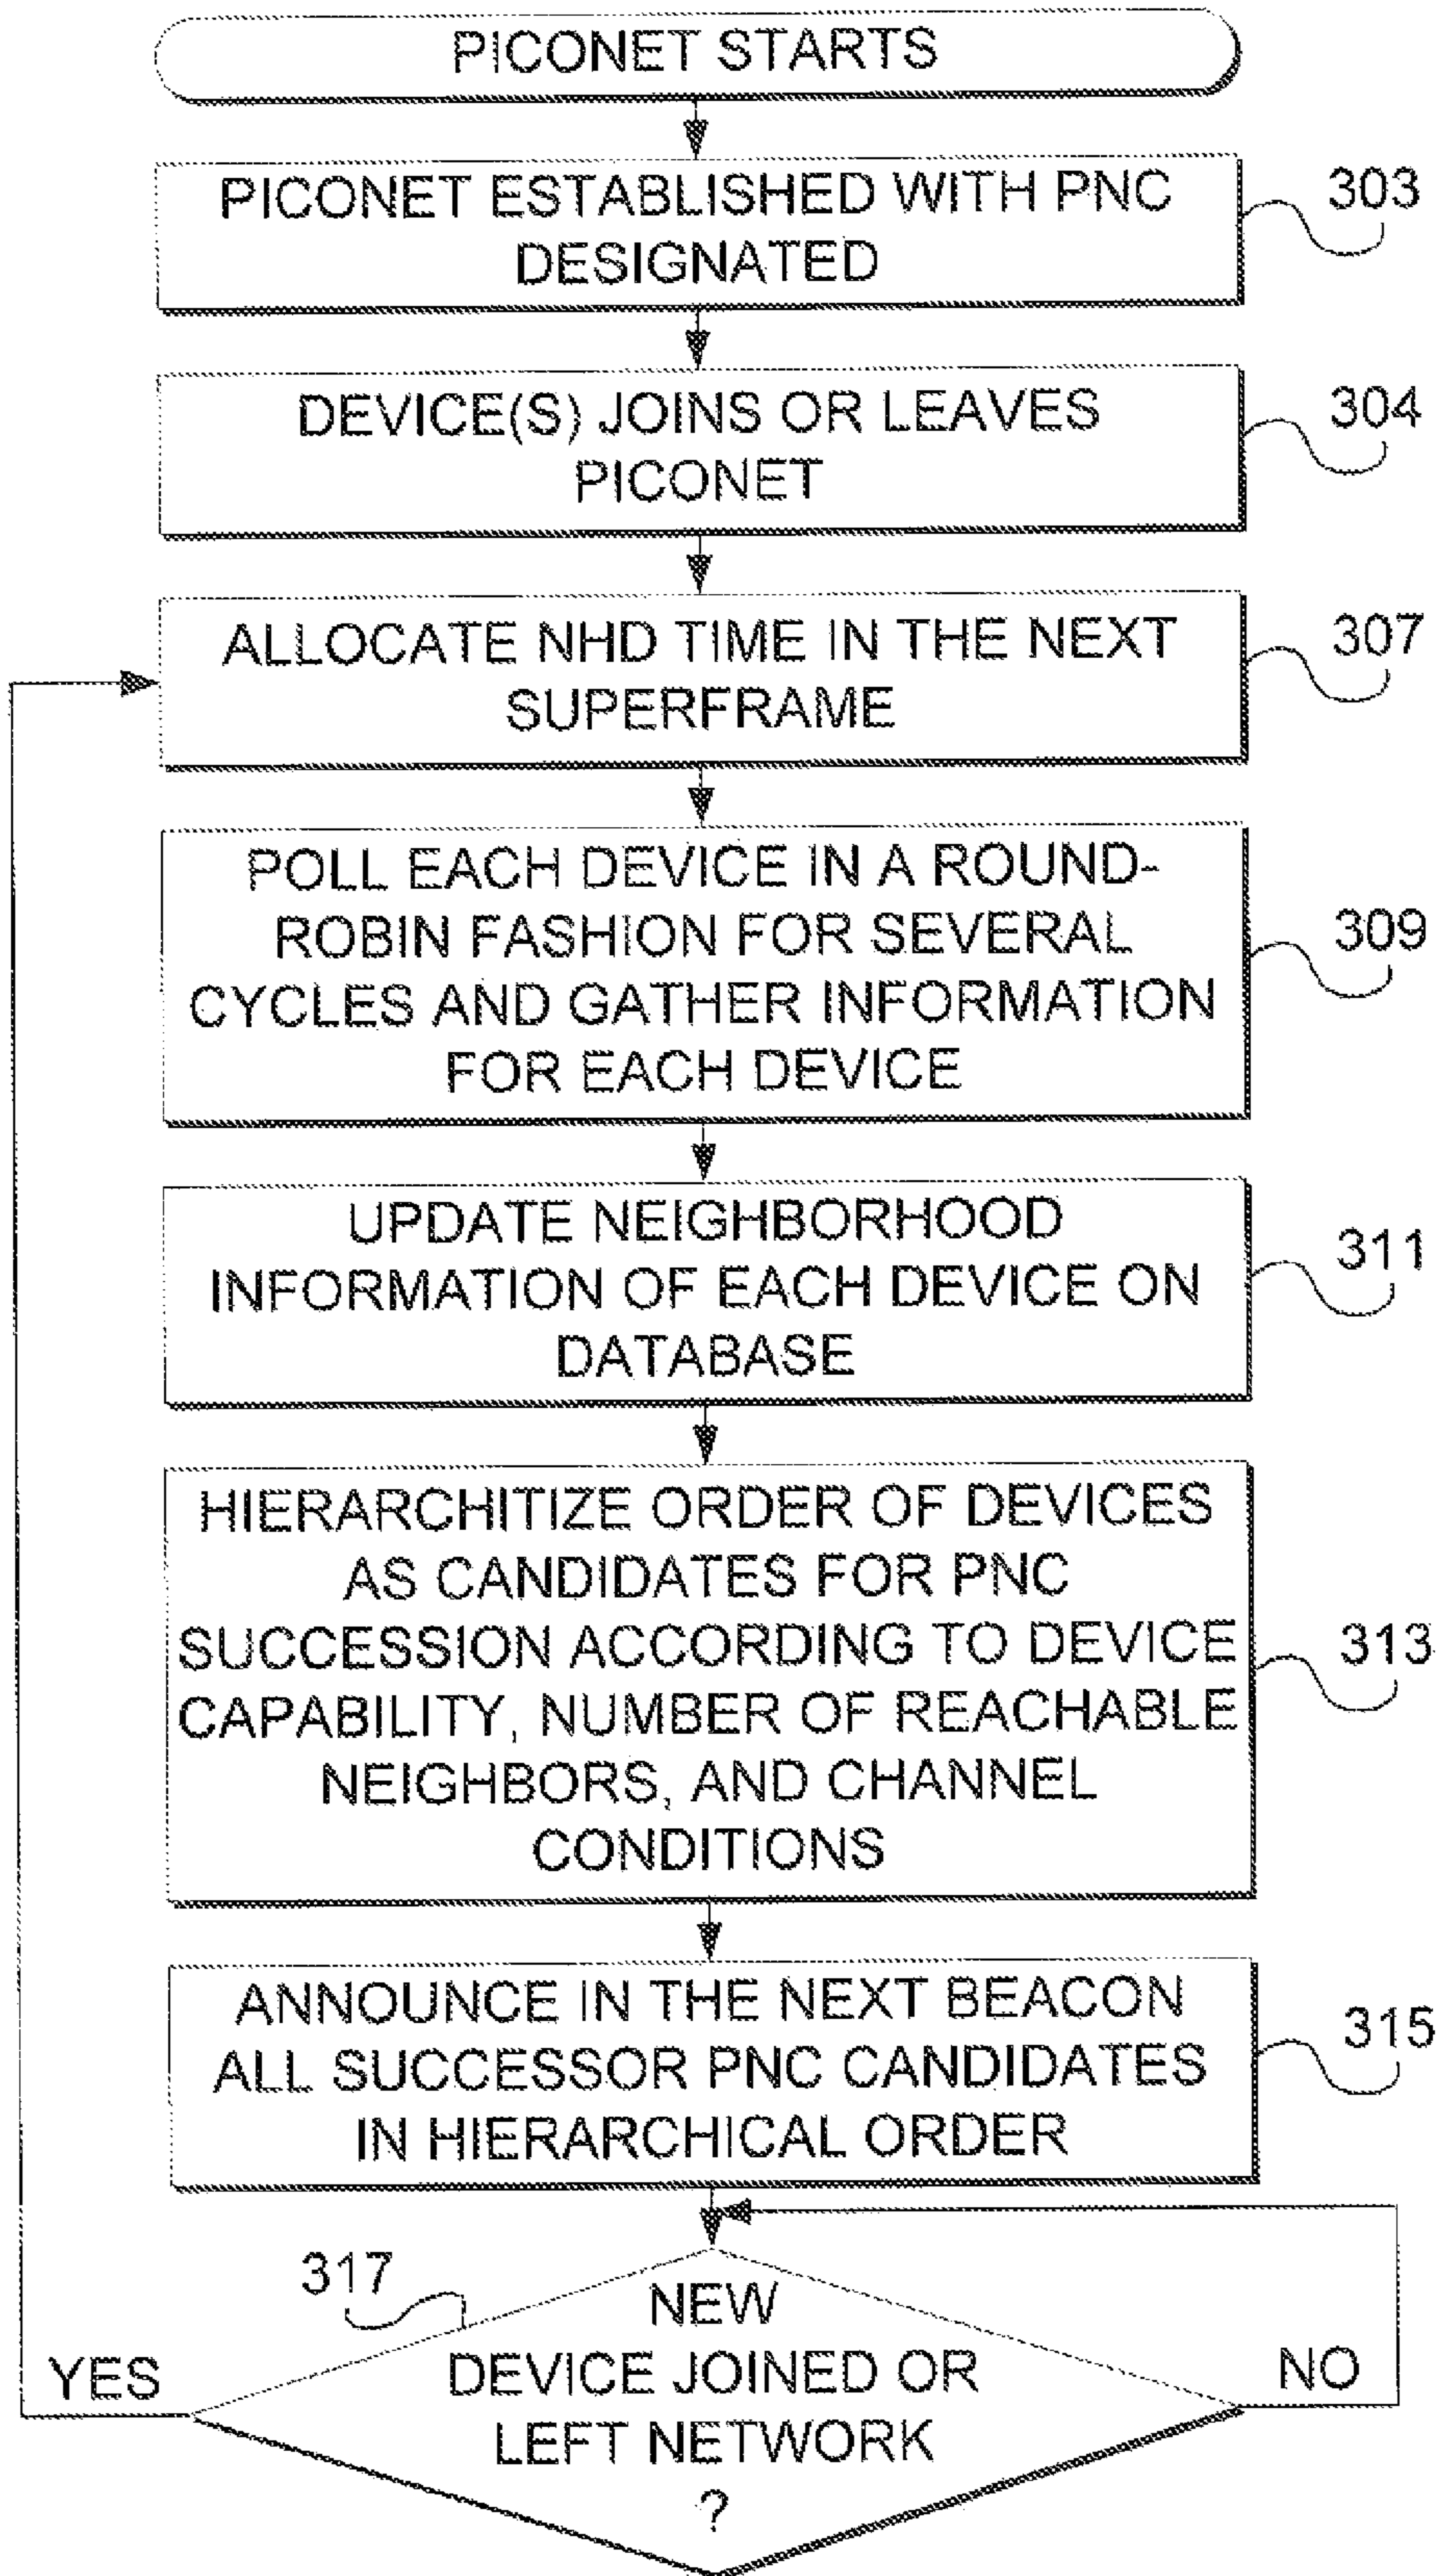 PICONET STARTS
PICONET ESTABLISHED WITH PNC
DESIGNATED
303
DEVICE(S) JOINS OR LEAVES
PICONET
304
ALLOCATE NHD TIME IN THE NEXT
SUPERFRAME
307
POLL EACH DEVICE IN A ROUND-
ROBIN FASHION FOR SEVERAL
CYCLES AND GATHER INFORMATION
FOR EACH DEVICE
309
UPDATE NEIGHBORHOOD
INFORMATION OF EACH DEVICE ON
DATABASE
311
HIERARCHITIZE ORDER OF DEVICES
AS CANDIDATES FOR PNC
SUCCESSION ACCORDING TO DEVICE
CAPABILITY, NUMBER OF REACHABLE
NEIGHBORS, AND CHANNEL
CONDITIONS
313
ANNOUNCE IN THE NEXT BEACON
ALL SUCCESSOR PNC CANDIDATES
IN HIERARCHICAL ORDER
315
317
NEW
DEVICE JOINED OR
LEFT NETWORK
?
YES
NO